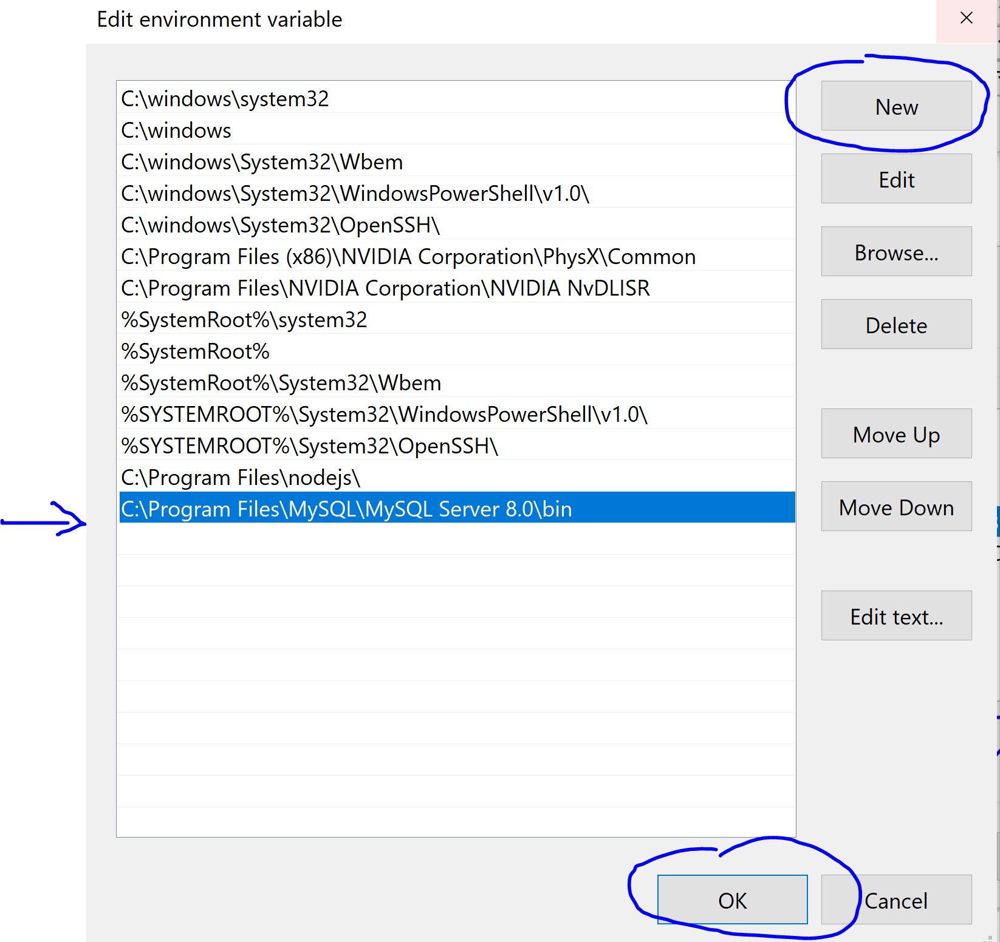 Edit environment variable
C:\windows\system32
C:\windows
C:\windows\System32\Wbem
C:\windows\System32\WindowsPowerShell\v1.0\
C:\windows\System32\OpenSSH\
C:\Program Files (x86)\NVIDIA Corporation\PhysX\Common
C:\Program Files\NVIDIA Corporation\NVIDIA NvDLISR
%SystemRoot%\system32
%SystemRoot%
%SystemRoot%\System32\Wbem
%SYSTEMROOT%\System32\WindowsPowerShell\v1.0\
%SYSTEMROOT%\System32\OpenSSH\
C:\Program Files\nodejs\
C:\Program Files\MySQL\MySQL Server 8.0\bin
New
Edit
Browse...
Delete
Move Up
Move Down
Edit text...
OK
Cancel